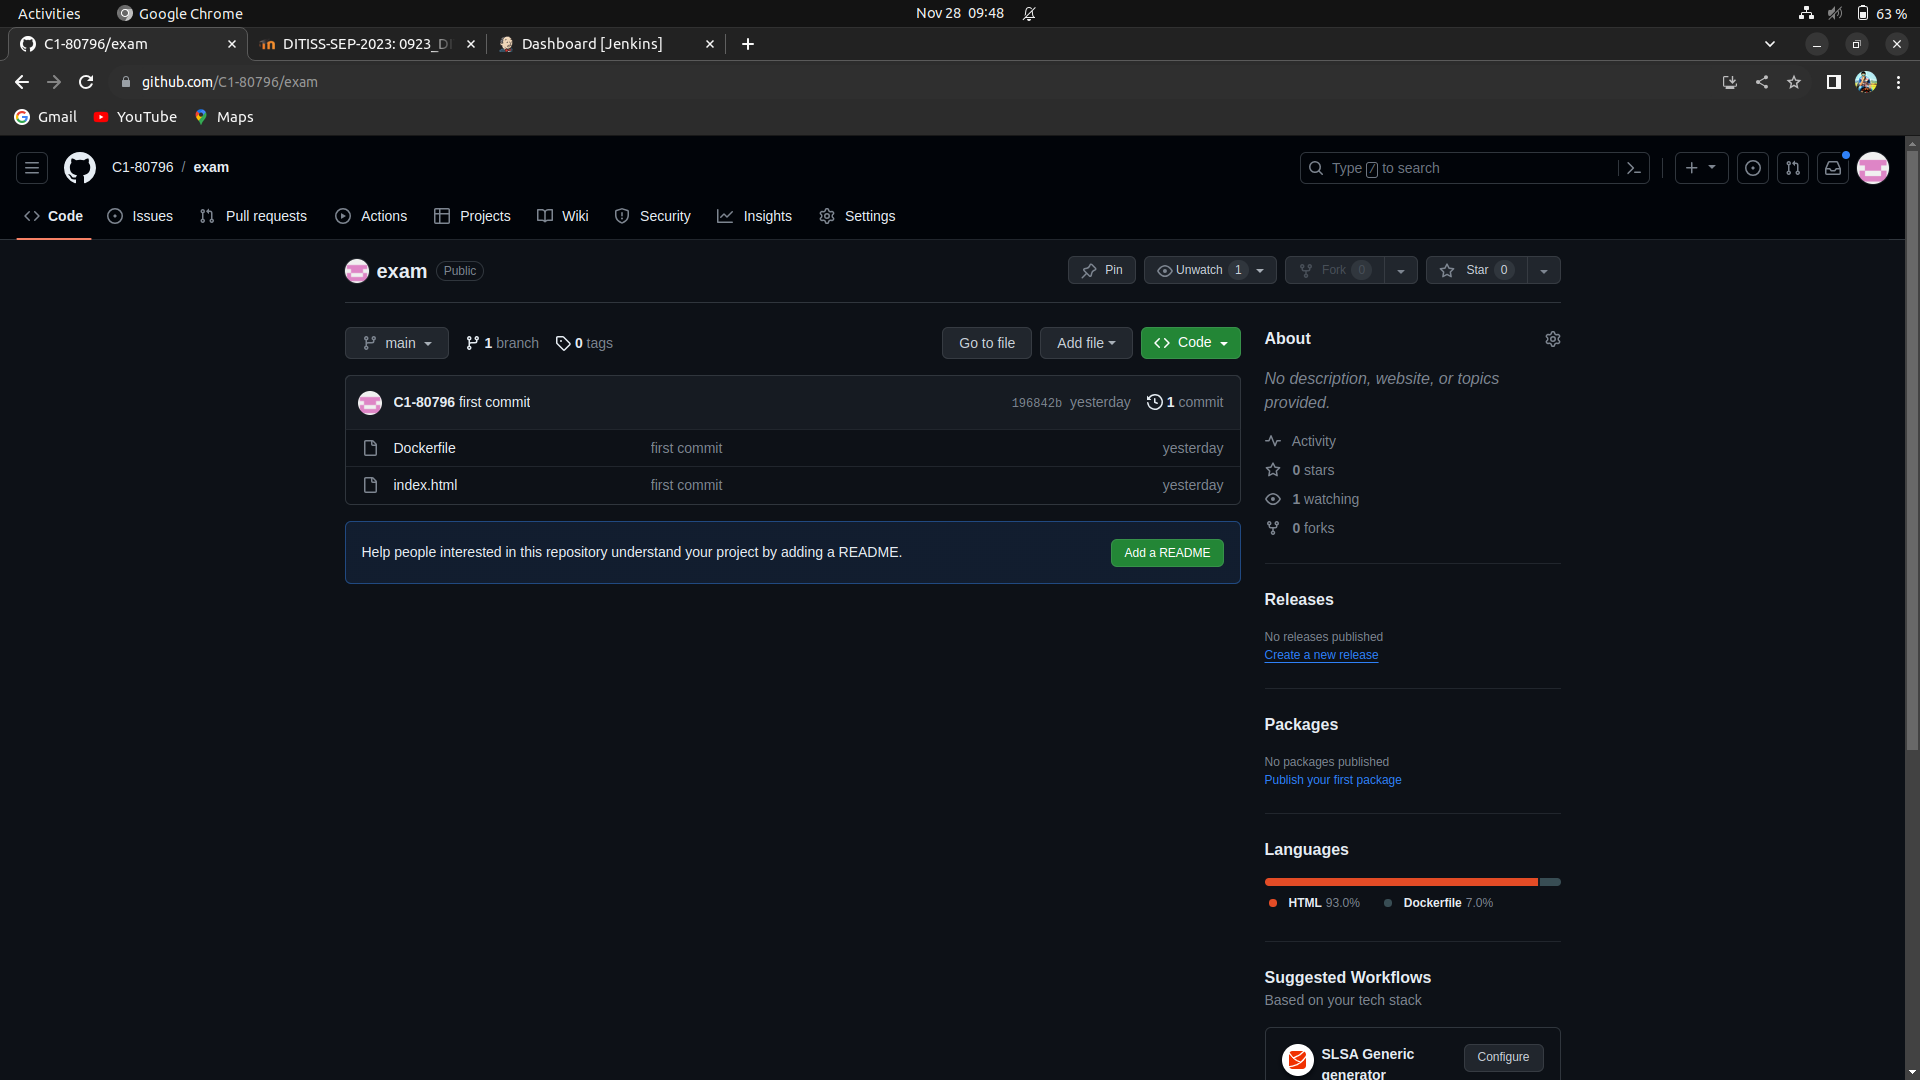 Activities
Google Chrome
Nov 28 09:48
63 %
C1-80796/exam
DITISS-SEP-2023: 0923_D
Dashboard [Jenkins]
github.com/C1-80796/exam
Gmail
YouTube
Maps
C1-80796 / exam
Type / to search
Code
Issues
Pull requests
Actions
Projects
Wiki
Security
Insights
Settings
exam Public
Pin
Unwatch 1
Fork 0
Star 0
main
1 branch
0 tags
Go to file
Add file
Code
C1-80796 first commit
196842b yesterday
1 commit
Dockerfile first commit yesterday
index.html first commit yesterday
Help people interested in this repository understand your project by adding a README.
Add a README
About
No description, website, or topics
provided.
Activity
0 stars
1 watching
0 forks
Releases
No releases published
Create a new release
Packages
No packages published
Publish your first package
Languages
HTML 93.0%
Dockerfile 7.0%
Suggested Workflows
Based on your tech stack
SLSA Generic
generator
Configure